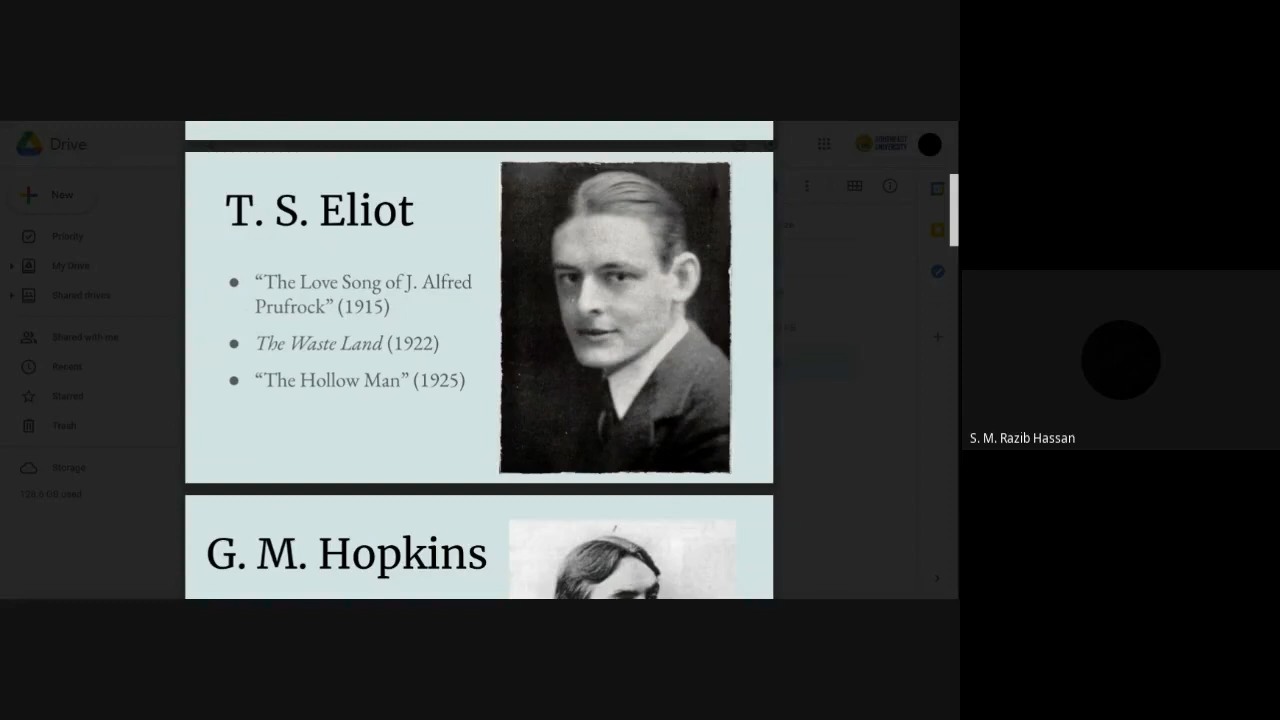 Drive
New
Priority
My Drive
Shared drives
Shared with me
Recent
Starred
Trash
Storage
T. S. Eliot
● “The Love Song of J. Alfred
Prufrock” (1915)
● The Waste Land (1922)
● “The Hollow Man” (1925)
G. M. Hopkins
UNIVERSITY
S. M. Razib Hassan